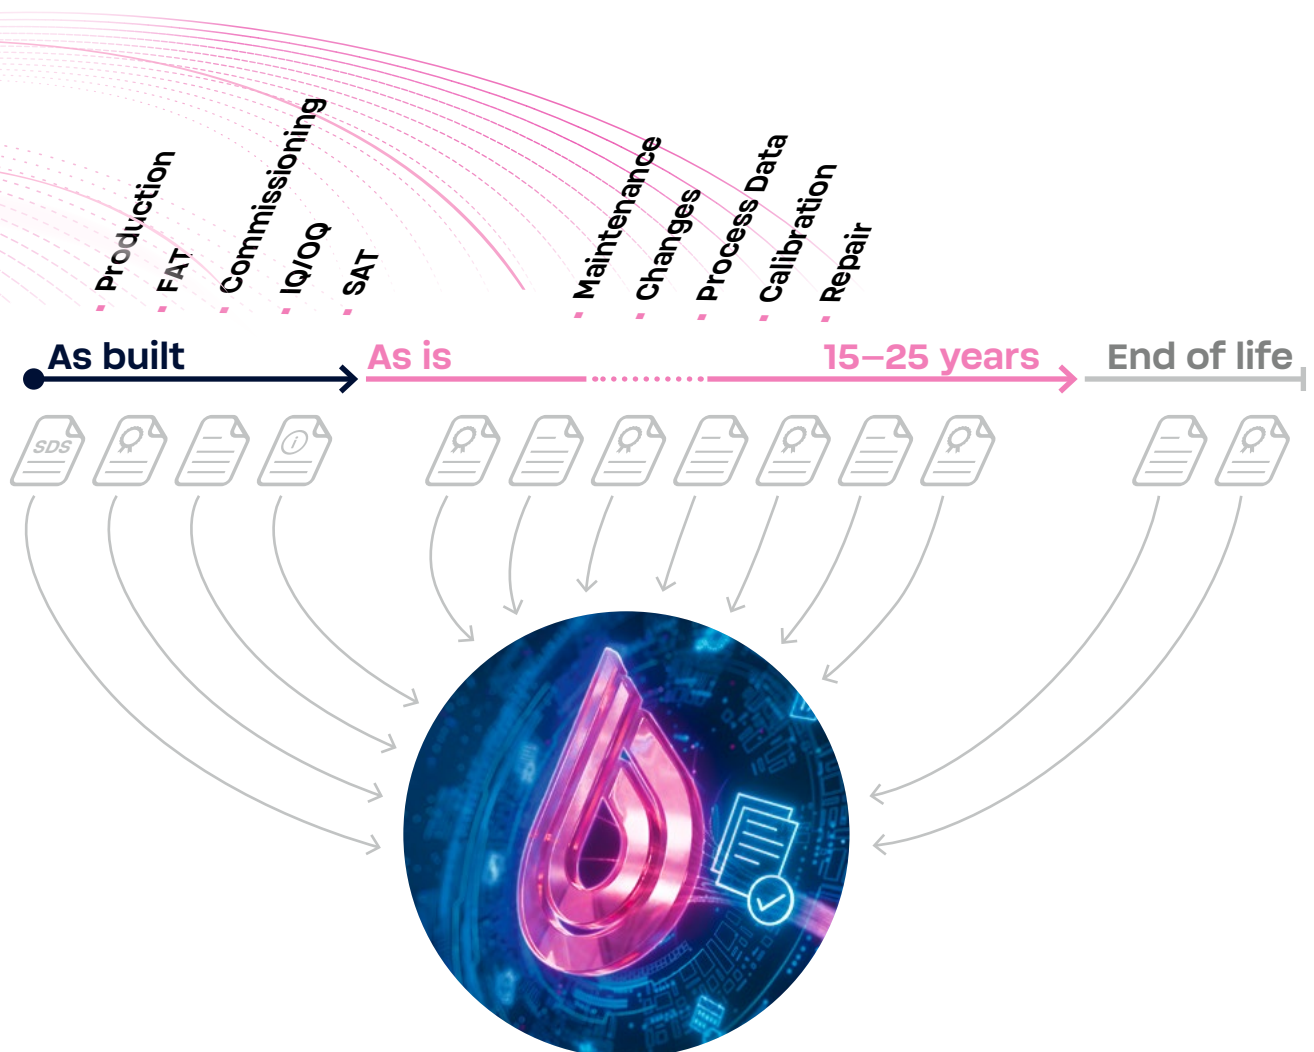 Production
FAT
Commissioning
IQ/OQ
SAT
Maintenance
Changes
Process Data
Calibration
Repair
As built
As is
15–25 years
End of life
SDS
i